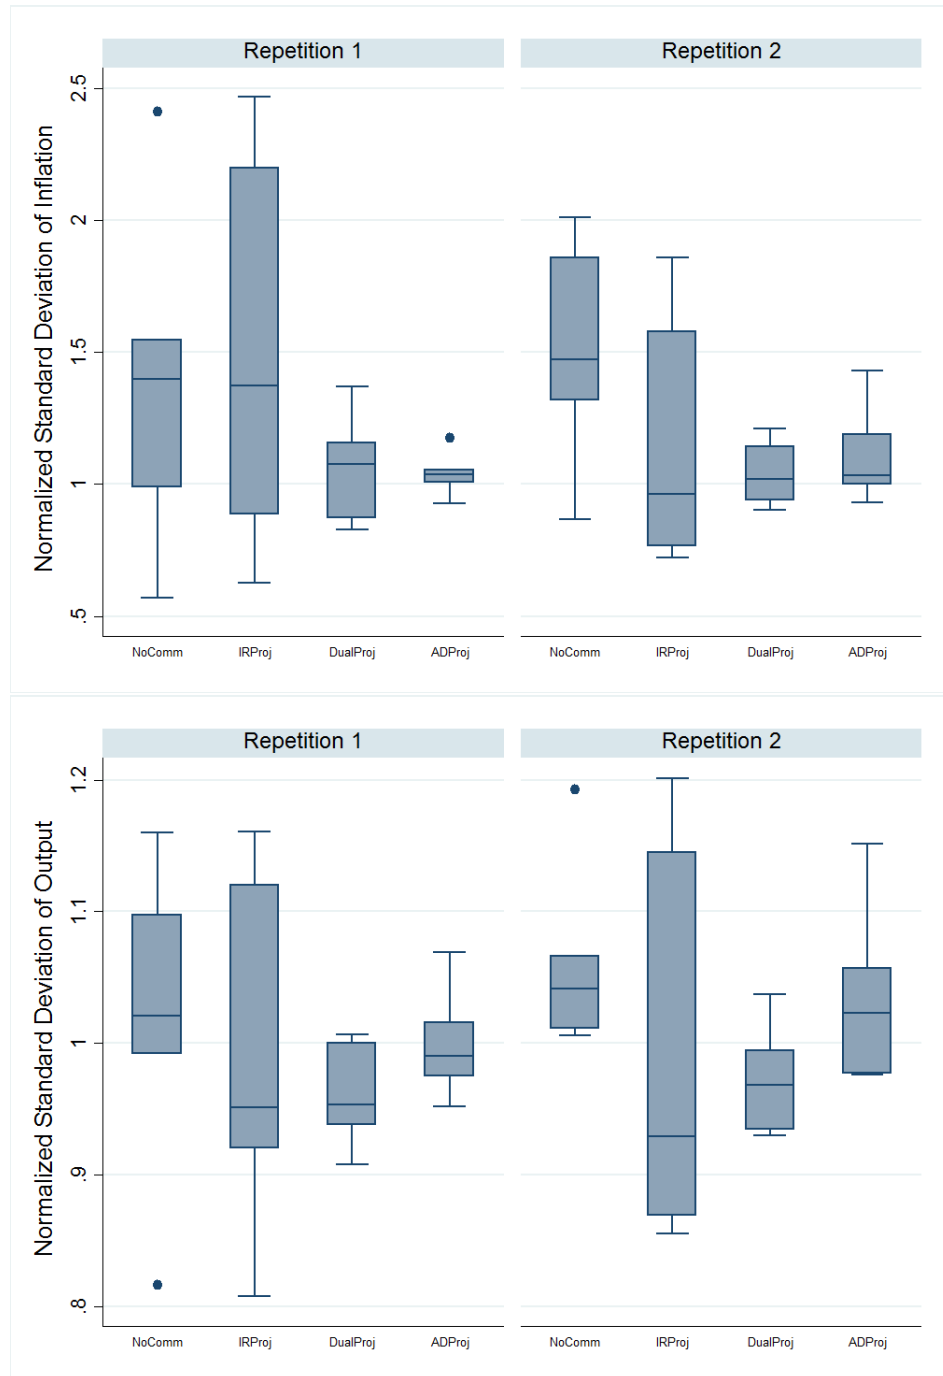 Repetition 1
Repetition 2
Normalized Standard Deviation of Inflation
2.5
2
1.5
1
.5
NoComm IRProj DualProj ADProj
NoComm IRProj DualProj ADProj
Repetition 1
Repetition 2
Normalized Standard Deviation of Output
1.2
1.1
1
.9
.8
NoComm IRProj DualProj ADProj
NoComm IRProj DualProj ADProj